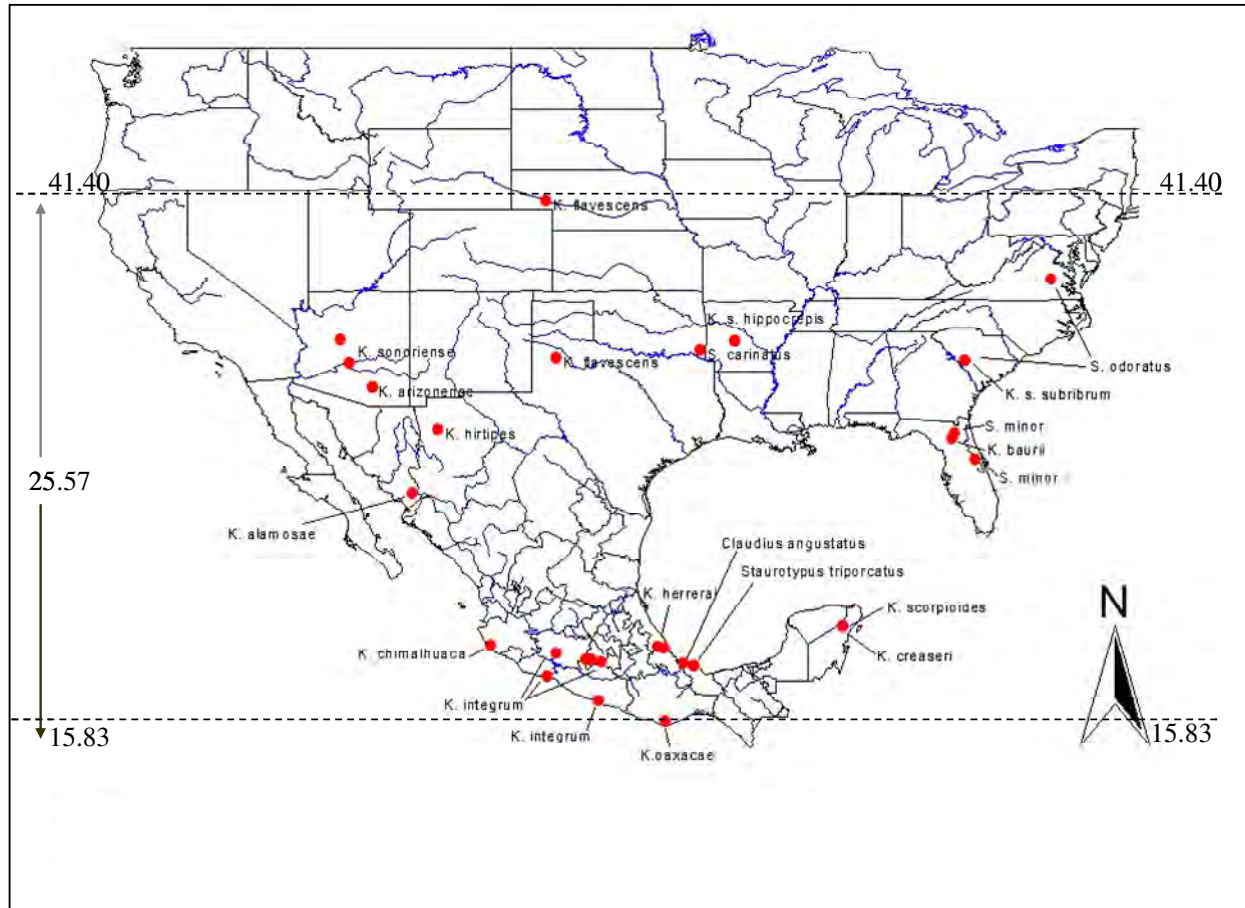 41.40
41.40
K. flavescens
K. s. hippocrepis
K. sonoriense
S. carinatus
K. flavescens
S. odoratus
K. arizonense
K. s. subribrum
S. minor
K. hirtipes
K. baurii
S. minor
25.57
K. alamosae
Claudius angustatus
Staurotypus triporcatus
K. herrerai
N
K. scorpioides
K. chimalhuaca
K. creaseri
K. integrum
15.83
15.83
K. integrum
K.oaxacae